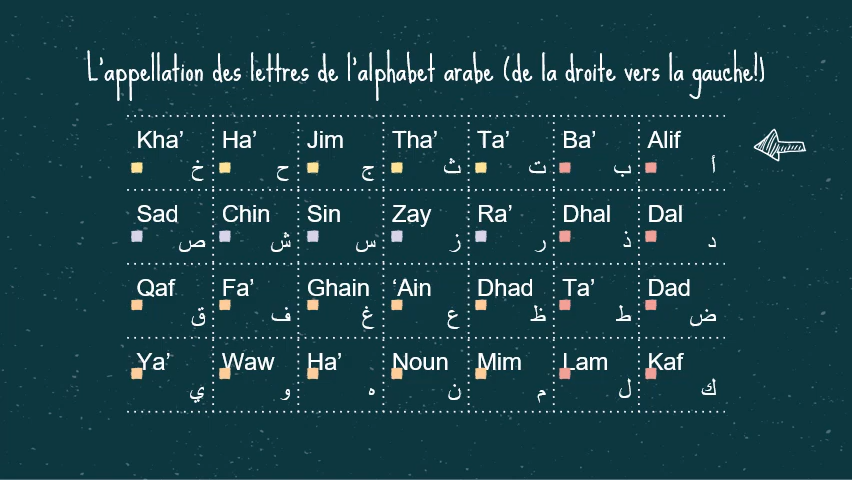 L'appellation des lettres de l'alphabet arabe (de la droite vers la gauche!)
Kha' Ha' Jim Tha' Ta' Ba' Alif
خ ح ج ث ت ب أ
Sad Chin Sin Zay Ra' Dhal Dal
ص ش س ز ر ذ د
Qaf Fa' Ghain ‘Ain Dhad Ta' Dad
ق ف غ ع ظ ط ض
Ya' Waw Ha' Noun Mim Lam Kaf
ي و ه ن م ل ك